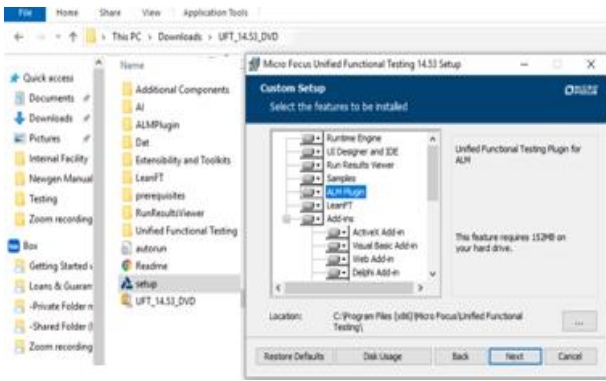 File Home Share View Application Tools
This PC > Downloads > UFT_14.53_DVD
Name
Quick access
Documents
Downloads
Pictures
Internal Facility
Newgen Manual
Testing
Zoom recording
Box
Getting Started
Loans & Guaran
-Private Folder
-Shared Folder
Zoom recording
Additional Components
AI
ALMPlugin
Dat
Extensibility and Toolkits
LeanFT
prerequisites
RunResultsViewer
Unified Functional Testing
autorun
Readme
setup
UFT_14.53_DVD
Micro Focus Unified Functional Testing 14.53 Setup
Custom Setup
Select the features to be installed
Runtime Engine
UI Designer and IDE
Run Results Viewer
Samples
ALM Plugin
LeanFT
Add-ins
ActiveX Add-in
Visual Basic Add-in
Web Add-in
Delphi Add-in
Unified Functional Testing Plugin for
ALM
This feature requires 152MB on
your hard drive.
Location: C:\Program Files (x86)\Micro Focus\Unified Functional
Testing\
...
Restore Defaults Disk Usage Back Next Cancel